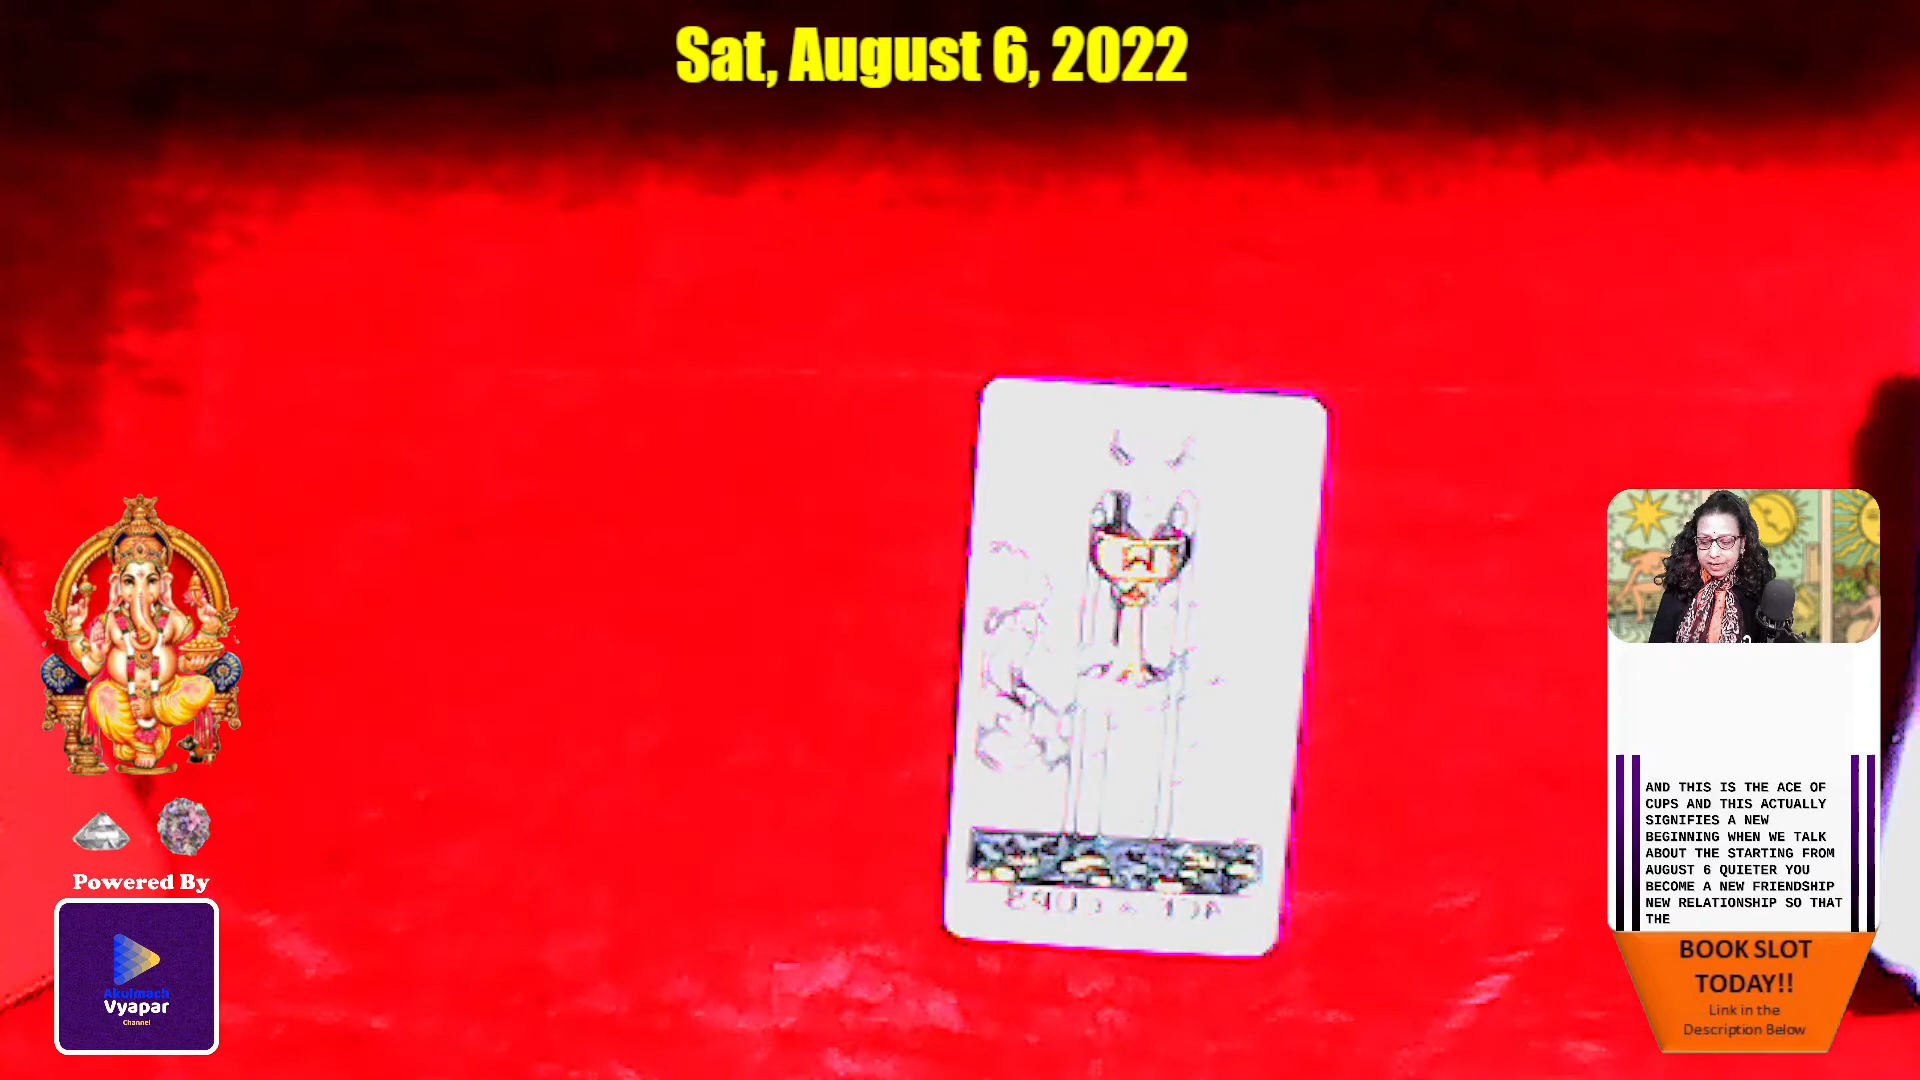 Sat, August 6, 2022
AND THIS IS THE ACE OF
CUPS AND THIS ACTUALLY
SIGNIFIES A NEW
BEGINNING WHEN WE TALK
ABOUT THE STARTING FROM
AUGUST 6 QUIETER YOU
BECOME A NEW FRIENDSHIP
NEW RELATIONSHIP SO THAT
THE
Powered By
Akulmach
Vyapar
Channel
BOOK SLOT
TODAY!!
Link in the
Description Below